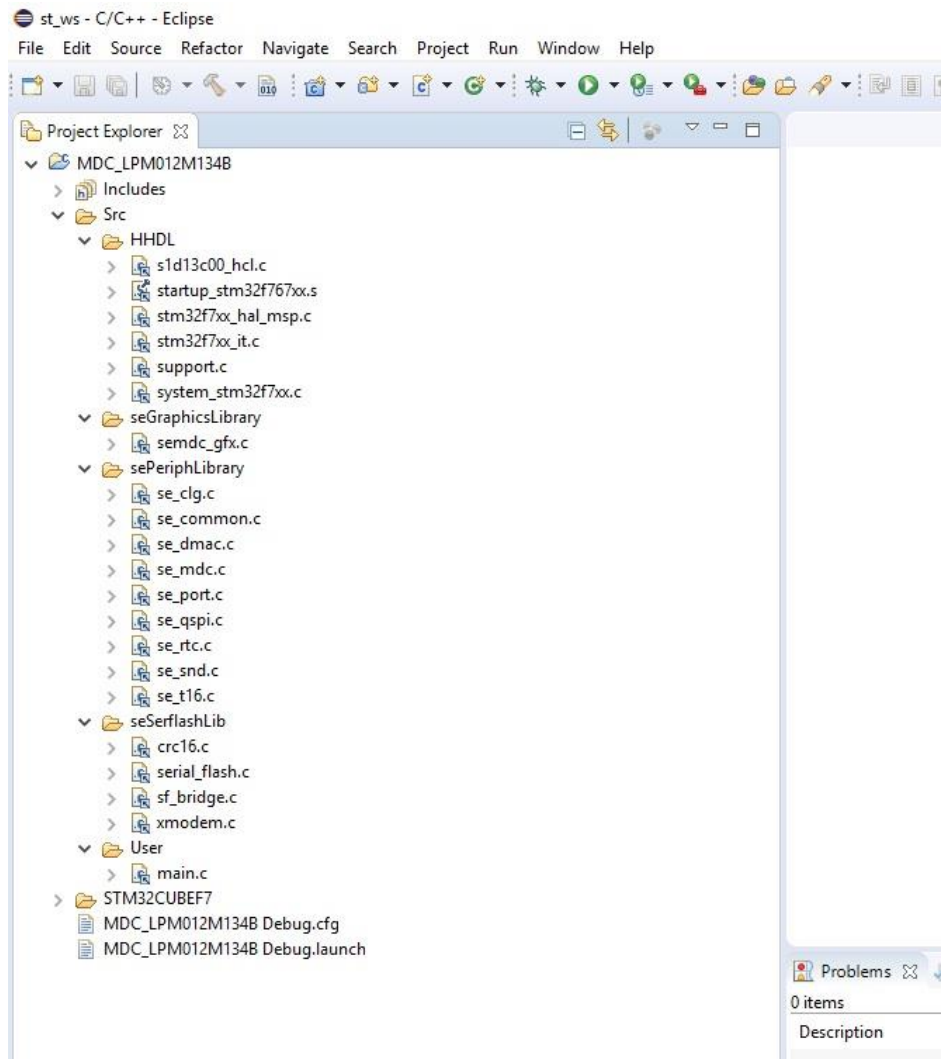 st_ws - C/C++ - Eclipse
File Edit Source Refactor Navigate Search Project Run Window Help
Project Explorer
MDC_LPM012M134B
Includes
Src
HHDL
s1d13c00_hcl.c
startup_stm32f767xx.s
stm32f7xx_hal_msp.c
stm32f7xx_it.c
support.c
system_stm32f7xx.c
seGraphicsLibrary
semdc_gfx.c
sePeriphLibrary
se_clg.c
se_common.c
se_dmac.c
se_mdc.c
se_port.c
se_qspi.c
se_rtc.c
se_snd.c
se_t16.c
seSerflashLib
crc16.c
serial_flash.c
sf_bridge.c
xmodem.c
User
main.c
STM32CUBEF7
MDC_LPM012M134B Debug.cfg
MDC_LPM012M134B Debug.launch
Problems
0 items
Description